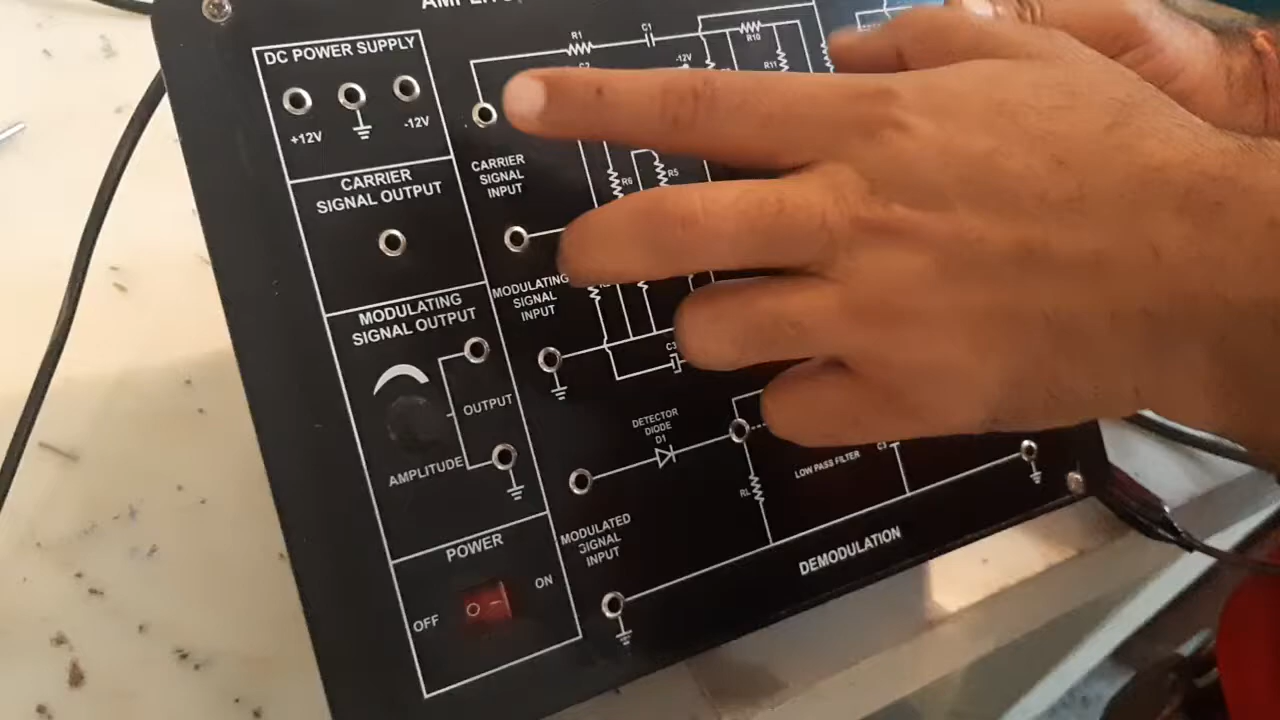 DC POWER SUPPLY
+12V
-12V
CARRIER
SIGNAL OUTPUT
MODULATING
SIGNAL OUTPUT
OUTPUT
AMPLITUDE
POWER
OFF
ON
R1
C1
R10
R11
-12V
CARRIER
SIGNAL
INPUT
R6
R5
MODULATING
SIGNAL
INPUT
DETECTOR
DIODE
D1
RL
LOW PASS FILTER
MODULATED
SIGNAL
INPUT
DEMODULATION